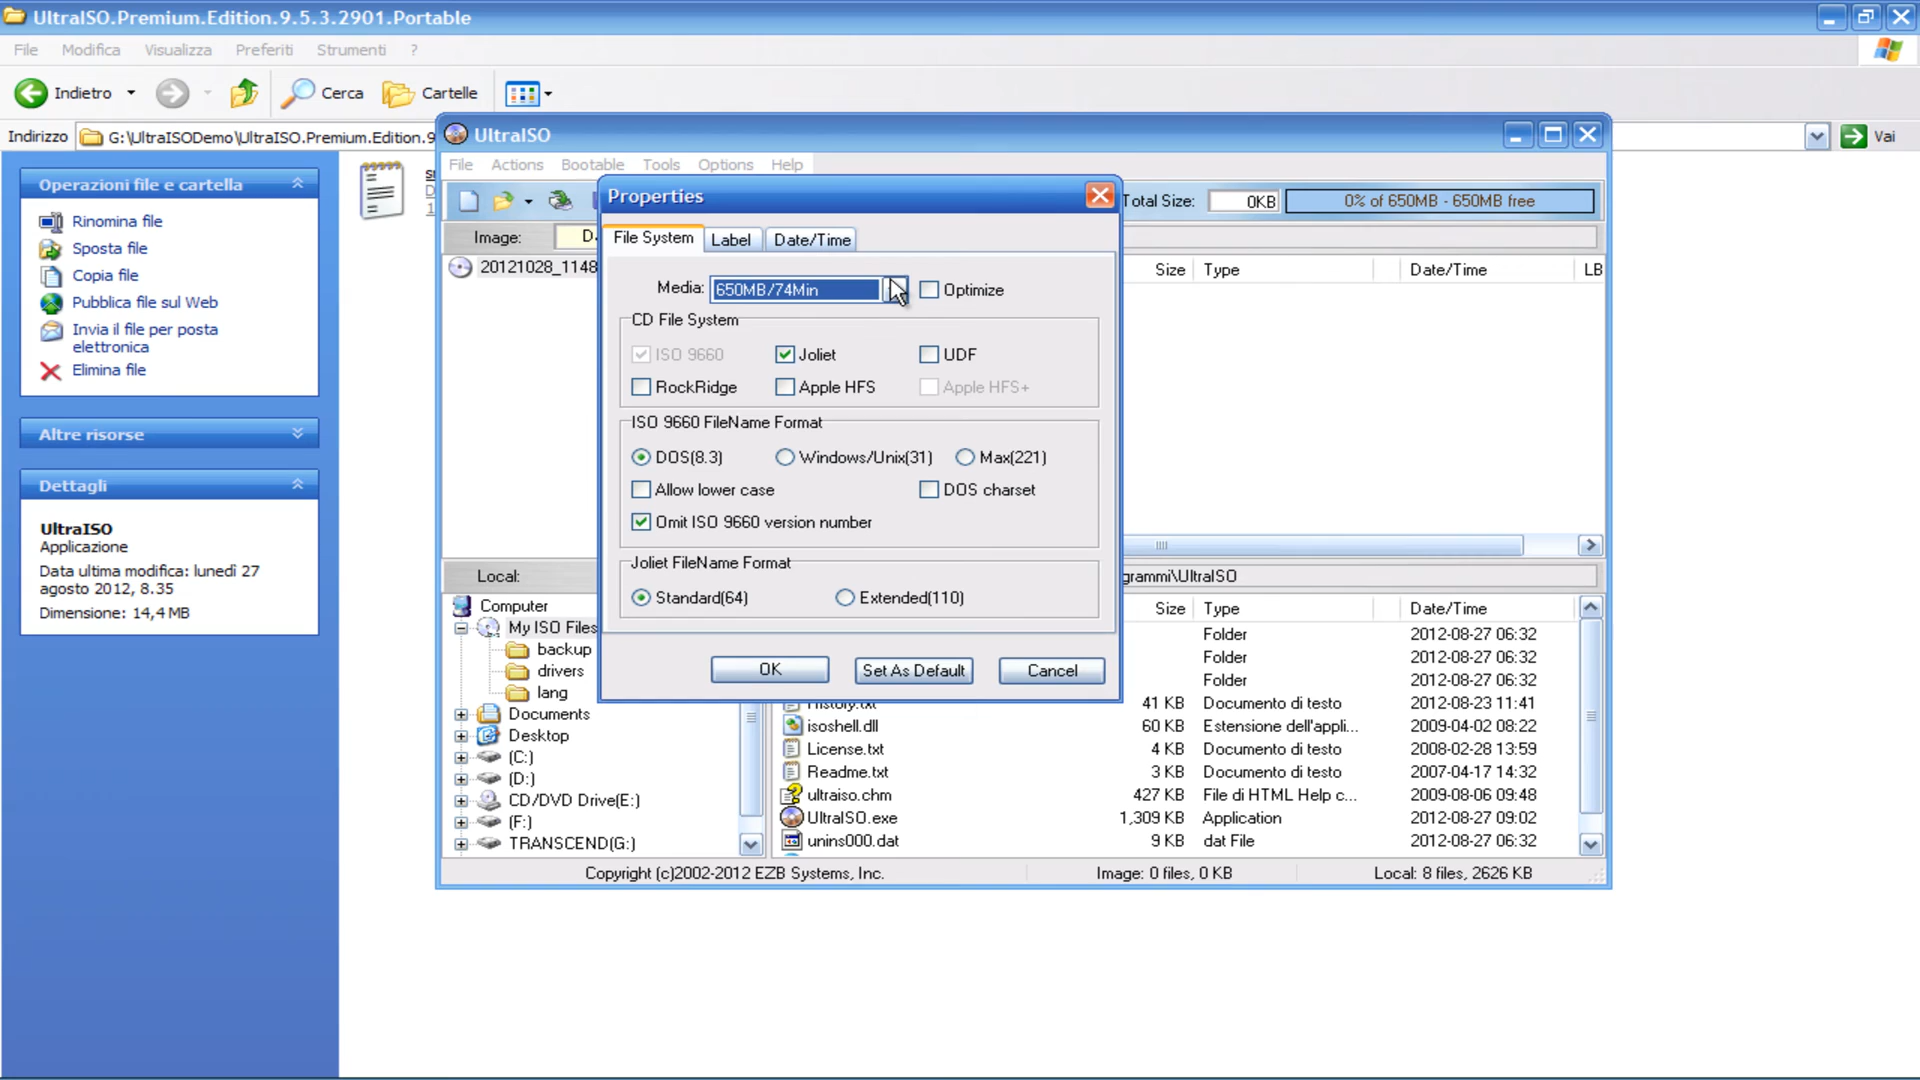 UltraISO.Premium.Edition.9.5.3.2901.Portable
File Modifica Visualizza Preferiti Strumenti ?
Indietro Cerca Cartelle
Indirizzo G:\UltraISODemo\UltraISO.Premium.Edition.9 Vai
Operazioni file e cartella
Rinomina file
Sposta file
Copia file
Pubblica file sul Web
Invia il file per posta
elettronica
Elimina file
Altre risorse
Dettagli
UltraISO
Applicazione
Data ultima modifica: lunedì 27
agosto 2012, 8.35
Dimensione: 14,4 MB
UltraISO
File Actions Bootable Tools Options Help
Total Size: 0KB 0% of 650MB - 650MB free
Image:
20121028_1148
Size Type Date/Time LB
Properties
File System Label Date/Time
Media: 650MB/74Min Optimize
CD File System
ISO 9660 Joliet UDF
RockRidge Apple HFS Apple HFS+
ISO 9660 FileName Format
DOS(8.3) Windows/Unix(31) Max(221)
Allow lower case DOS charset
Omit ISO 9660 version number
Joliet FileName Format
Standard(64) Extended(110)
OK Set As Default Cancel
Local: grammi\UltraISO
Computer
My ISO Files
backup
drivers
lang
Documents
Desktop
(C:)
(D:)
CD/DVD Drive(E:)
(F:)
TRANSCEND(G:)
Size Type Date/Time
Folder 2012-08-27 06:32
Folder 2012-08-27 06:32
Folder 2012-08-27 06:32
History.txt 41 KB Documento di testo 2012-08-23 11:41
isoshell.dll 60 KB Estensione dell'appli... 2009-04-02 08:22
License.txt 4 KB Documento di testo 2008-02-28 13:59
Readme.txt 3 KB Documento di testo 2007-04-17 14:32
ultraiso.chm 427 KB File di HTML Help c... 2009-08-06 09:48
UltraISO.exe 1,309 KB Application 2012-08-27 09:02
unins000.dat 9 KB dat File 2012-08-27 06:32
Copyright (c)2002-2012 EZB Systems, Inc. Image: 0 files, 0 KB Local: 8 files, 2626 KB